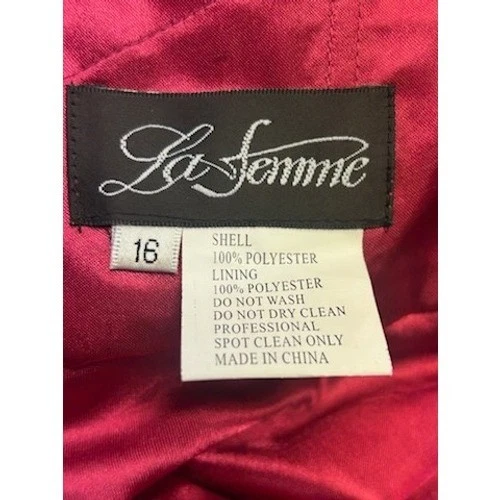 La Femme
16
SHELL
100% POLYESTER
LINING
100% POLYESTER
DO NOT WASH
DO NOT DRY CLEAN
PROFESSIONAL
SPOT CLEAN ONLY
MADE IN CHINA